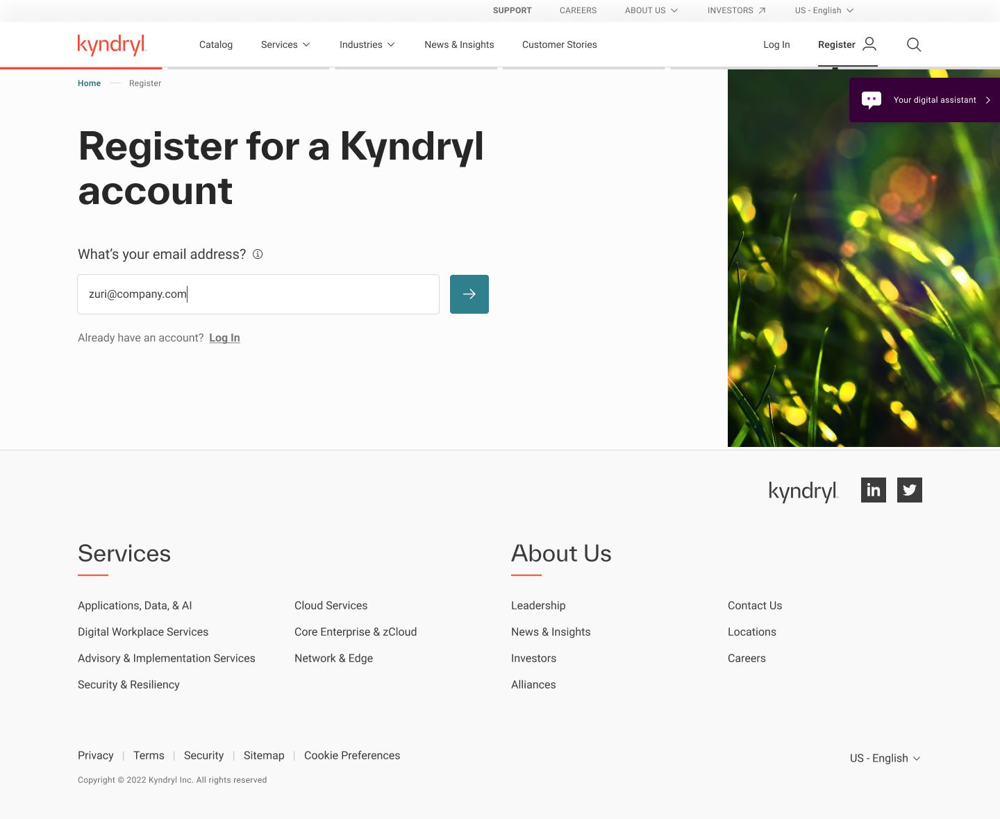 SUPPORT CAREERS ABOUT US INVESTORS US - English
kyndryl Catalog Services Industries News & Insights Customer Stories Log In Register
Home Register
Your digital assistant
Register for a Kyndryl
account
What’s your email address?
zuri@company.com
Already have an account? Log In
kyndryl in
Services
Applications, Data, & AI
Digital Workplace Services
Advisory & Implementation Services
Security & Resiliency
Cloud Services
Core Enterprise & zCloud
Network & Edge
About Us
Leadership
News & Insights
Investors
Alliances
Contact Us
Locations
Careers
Privacy | Terms | Security | Sitemap | Cookie Preferences
US - English
Copyright © 2022 Kyndryl Inc. All rights reserved